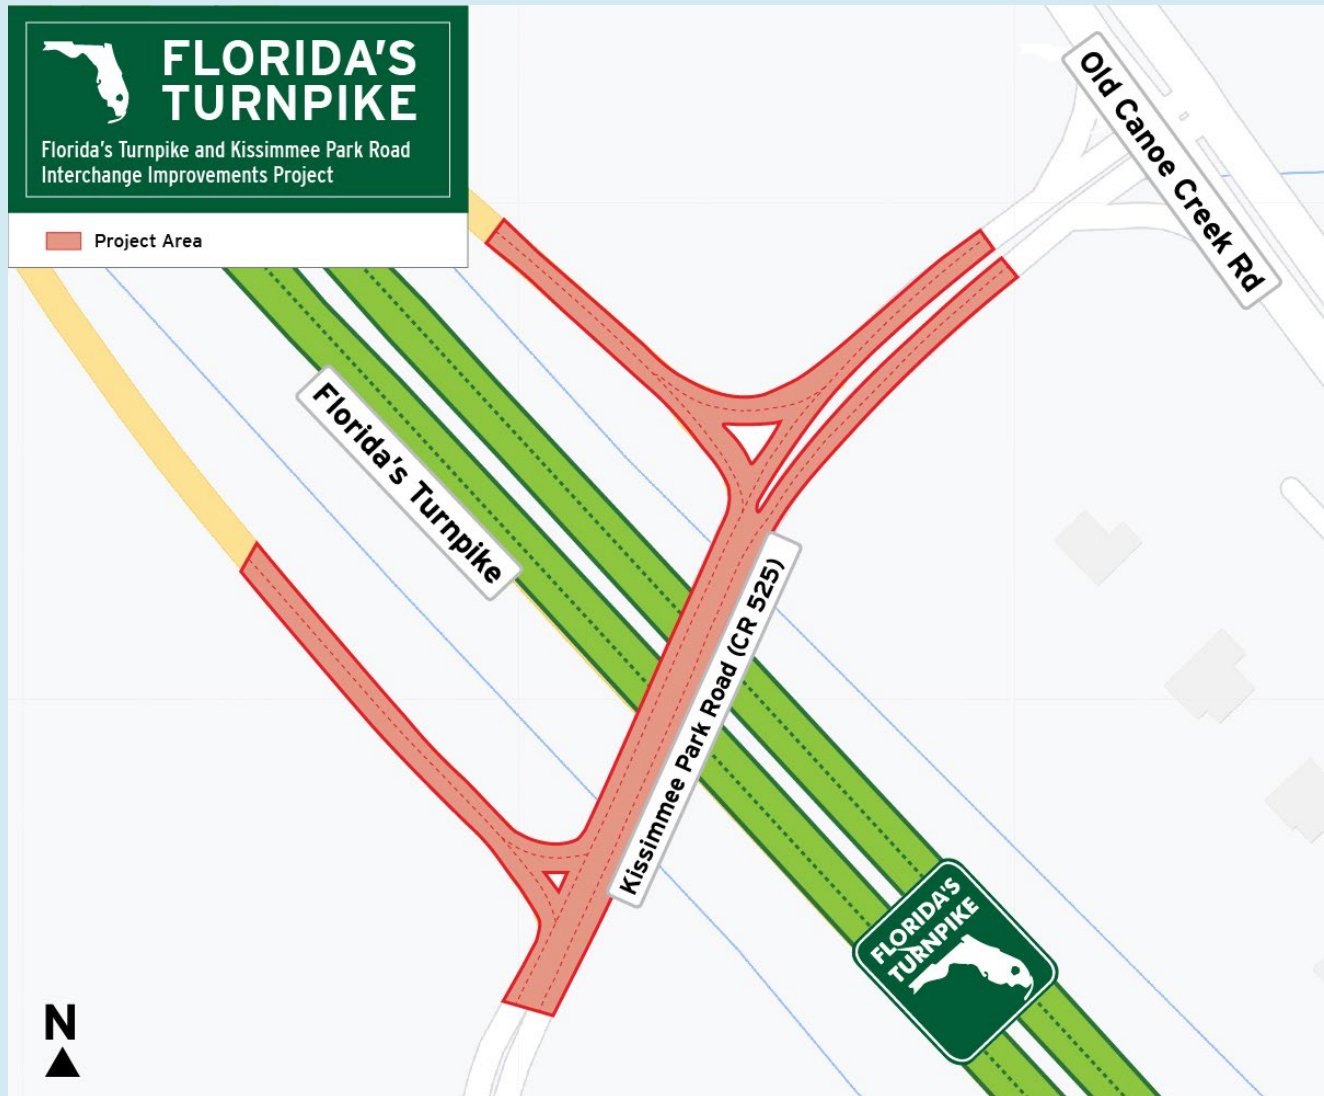 FLORIDA'S
TURNPIKE
Florida's Turnpike and Kissimmee Park Road
Interchange Improvements Project
Project Area
Old Canoe Creek Rd
Florida's Turnpike
Kissimmee Park Road (CR 525)
FLORIDA'S
TURNPIKE
N